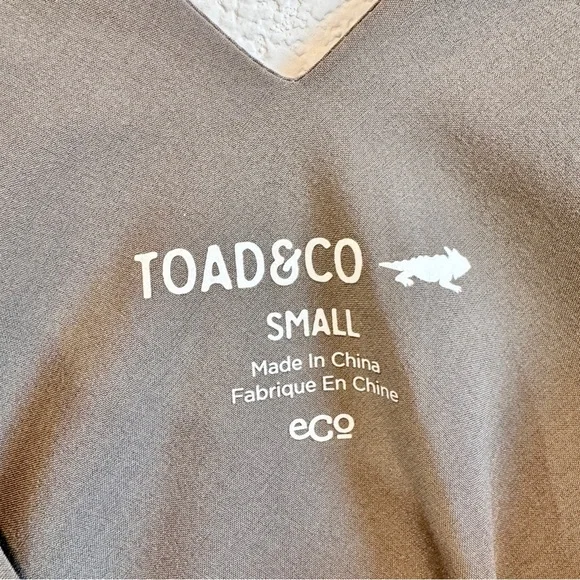 TOAD&CO
SMALL
Made In China
Fabrique En Chine
eCo